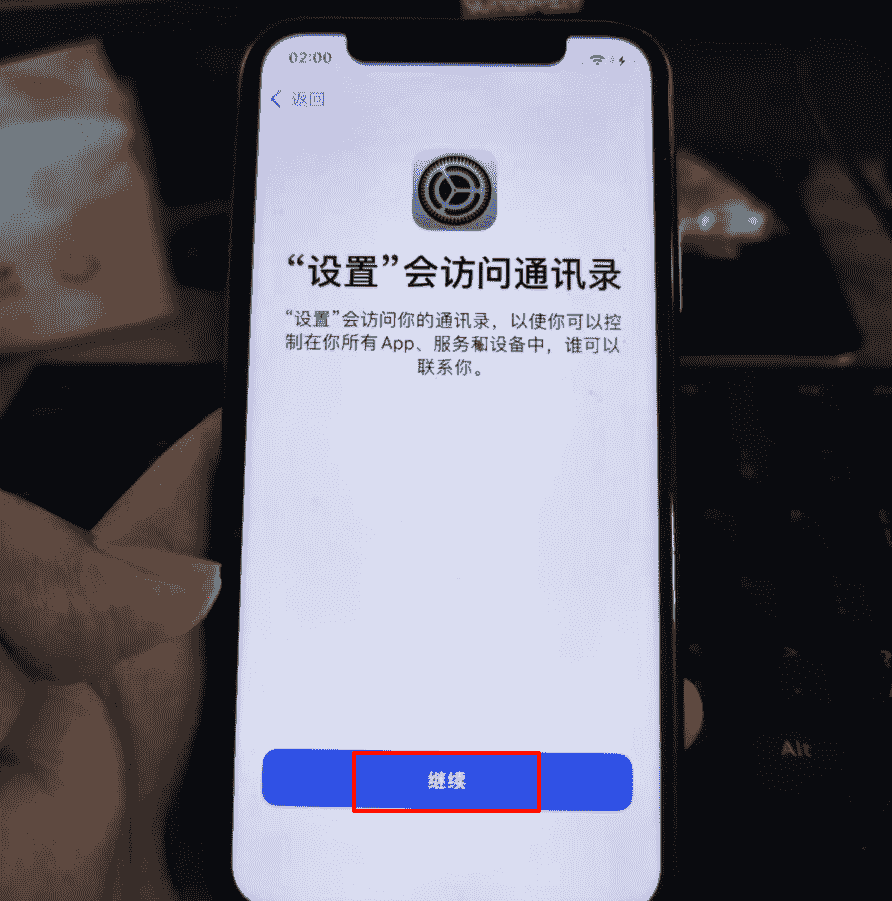 02:00
返回
“设置”会访问通讯录
“设置”会访问你的通讯录，以使你可以控
制在你所有 App、服务和设备中，谁可以
联系你。
继续
Alt